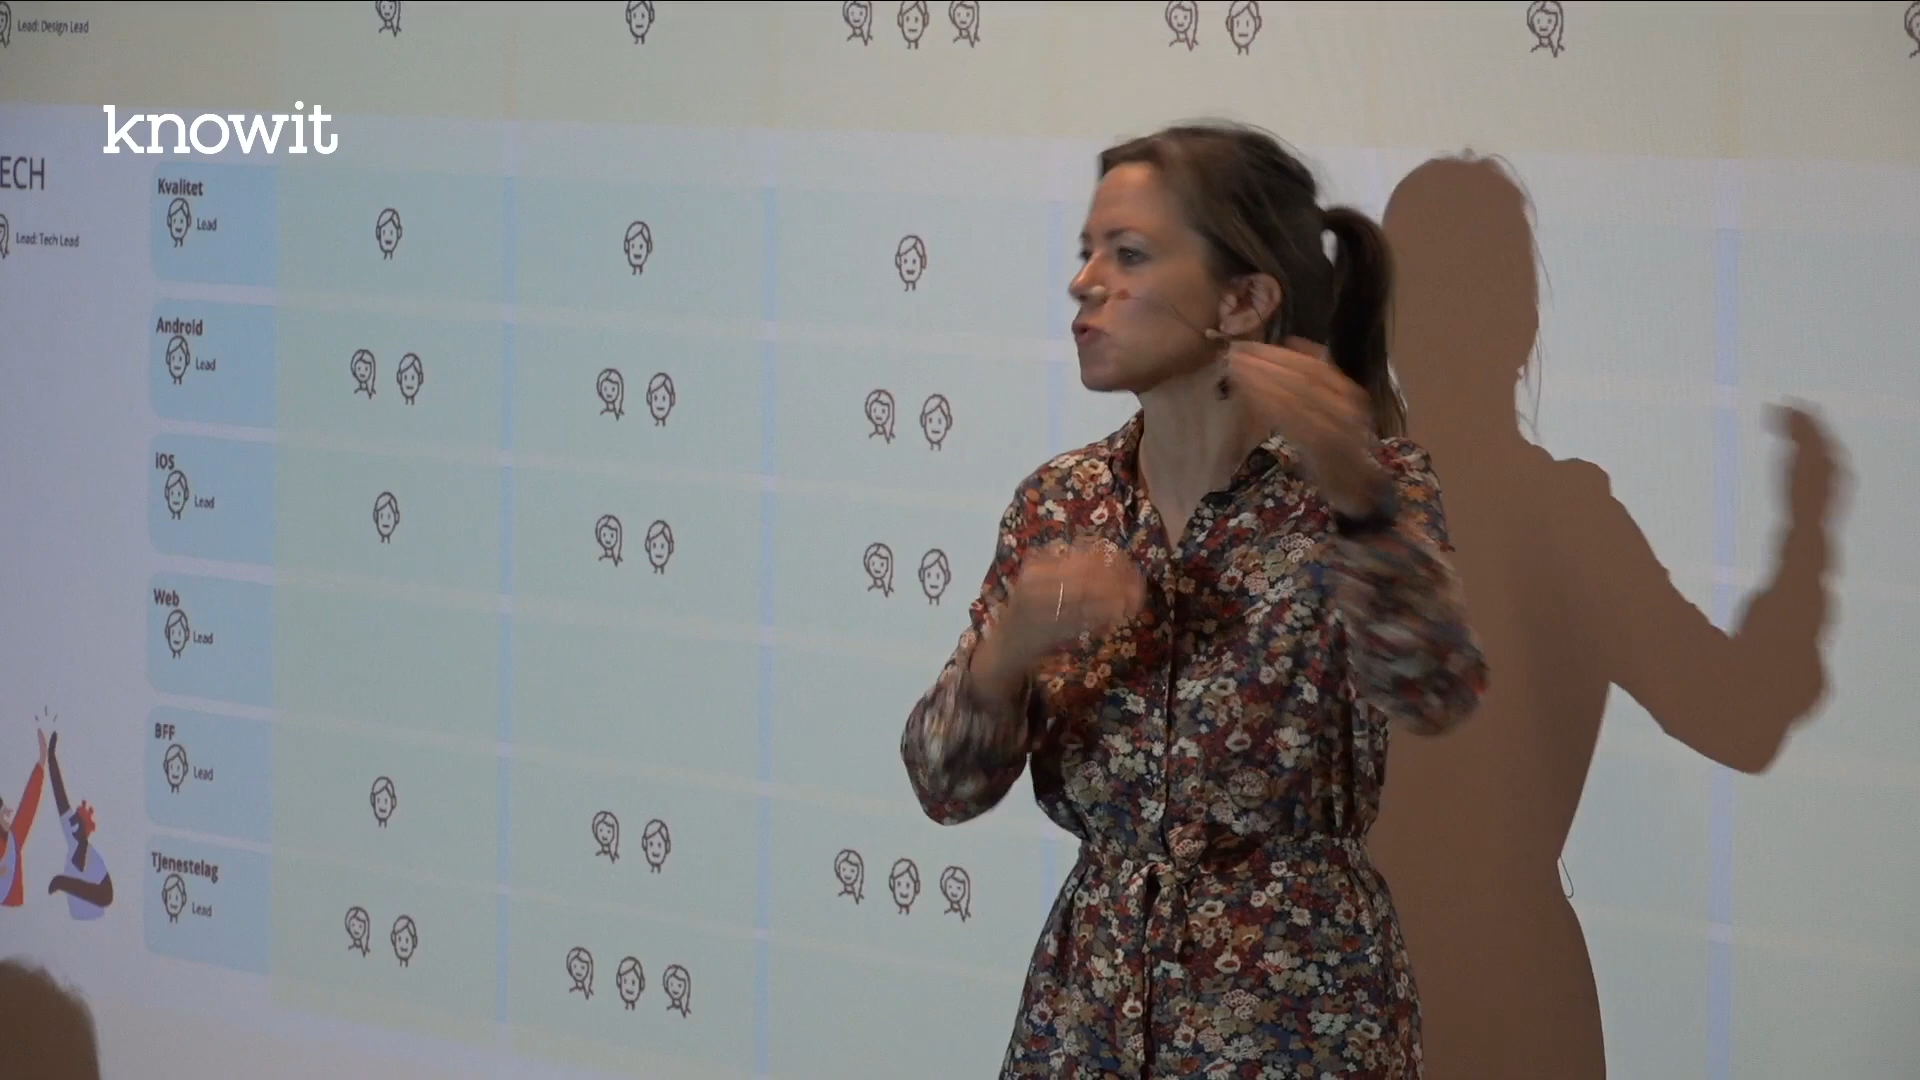 Lead: Design Lead
knowit
ECH
Lead: Tech Lead
Kvalitet
Lead
Android
Lead
iOS
Lead
Web
Lead
BFF
Lead
Tjenestelag
Lead